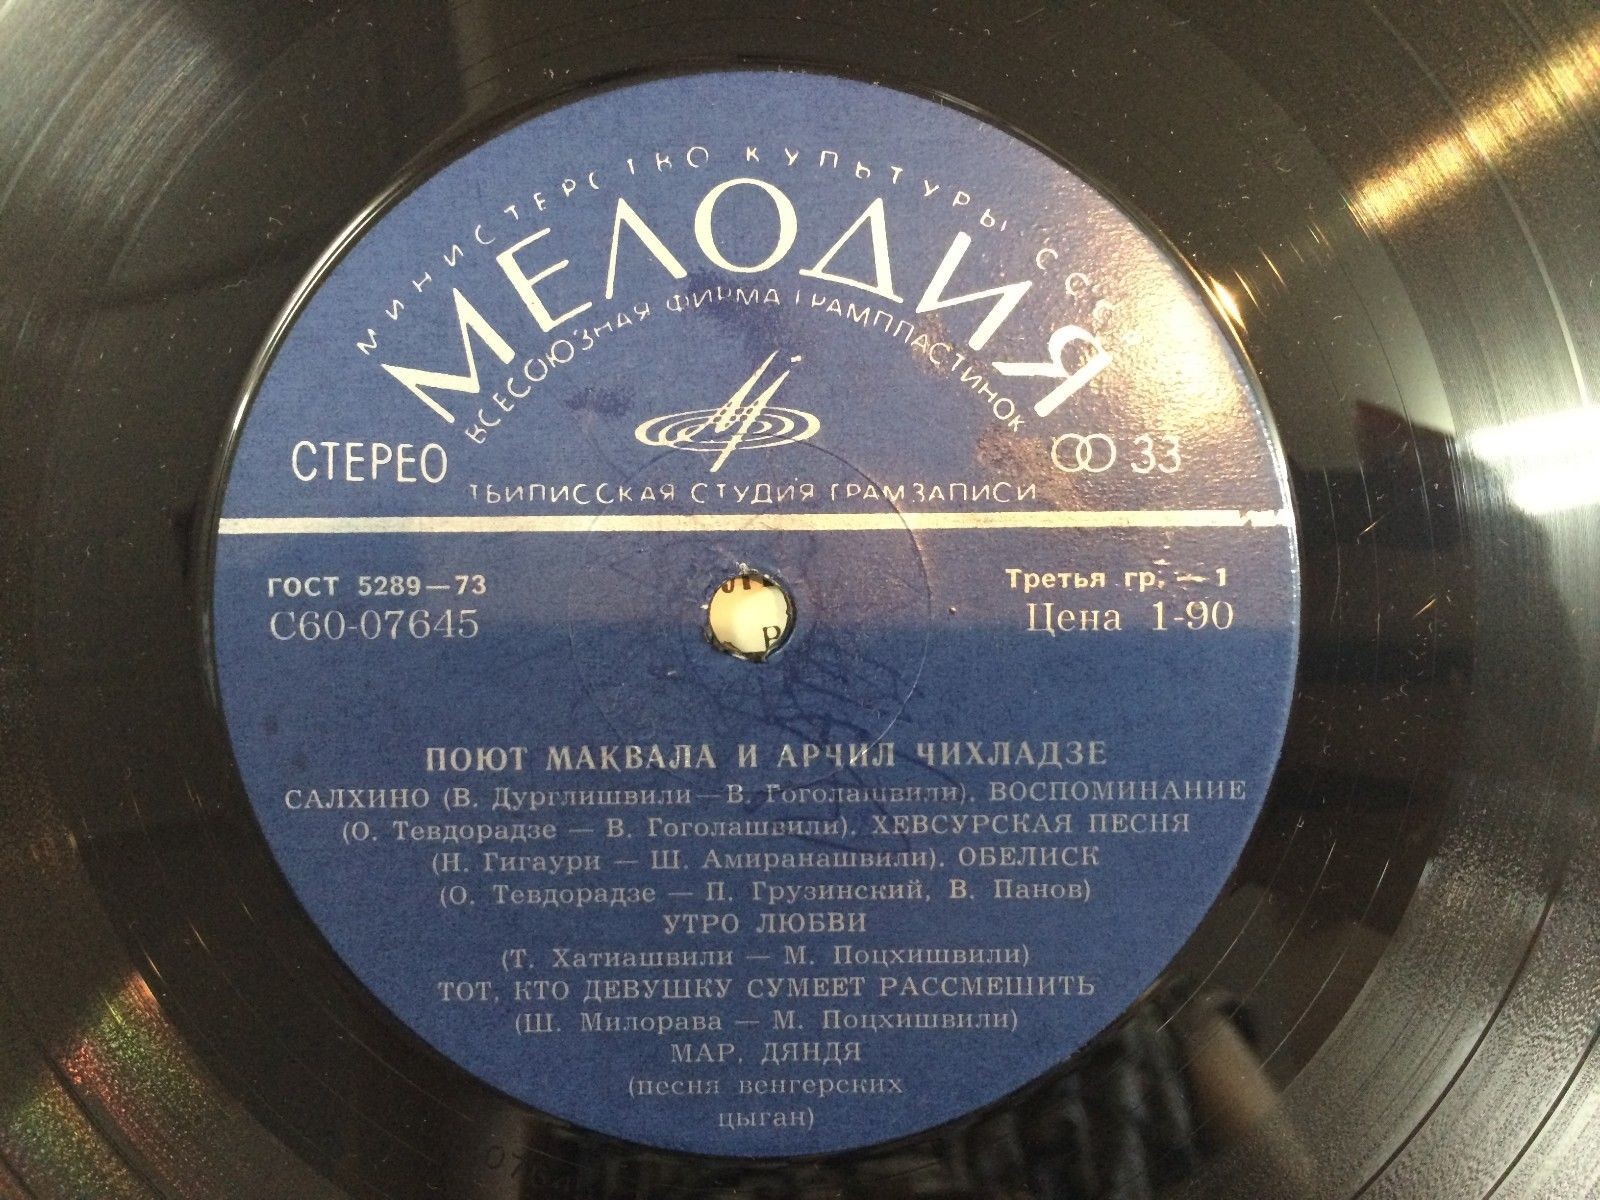 МИНИСТЕРСТВО КУЛЬТУРЫ СССР
МЕЛОДИЯ
ВСЕСОЮЗНАЯ ФИРМА ГРАМПЛАСТИНОК
СТЕРЕО
33
ТБИЛИССКАЯ СТУДИЯ ГРАМЗАПИСИ
ГОСТ 5289—73
С60-07645
Третья гр. — 1
Цена 1-90
ПОЮТ МАКВАЛА И АРЧИЛ ЧИХЛАДЗЕ
САЛХИНО (В. Дурглишвили — В. Гоголашвили). ВОСПОМИНАНИЕ
(О. Тевдорадзе — В. Гоголашвили). ХЕВСУРСКАЯ ПЕСНЯ
(Н. Гигаури — Ш. Амиранашвили). ОБЕЛИСК
(О. Тевдорадзе — П. Грузинский, В. Панов)
УТРО ЛЮБВИ
(Т. Хатиашвили — М. Поцхишвили)
ТОТ, КТО ДЕВУШКУ СУМЕЕТ РАССМЕШИТЬ
(Ш. Милорава — М. Поцхишвили)
МАР, ДЯНДЯ
(песня венгерских
цыган)